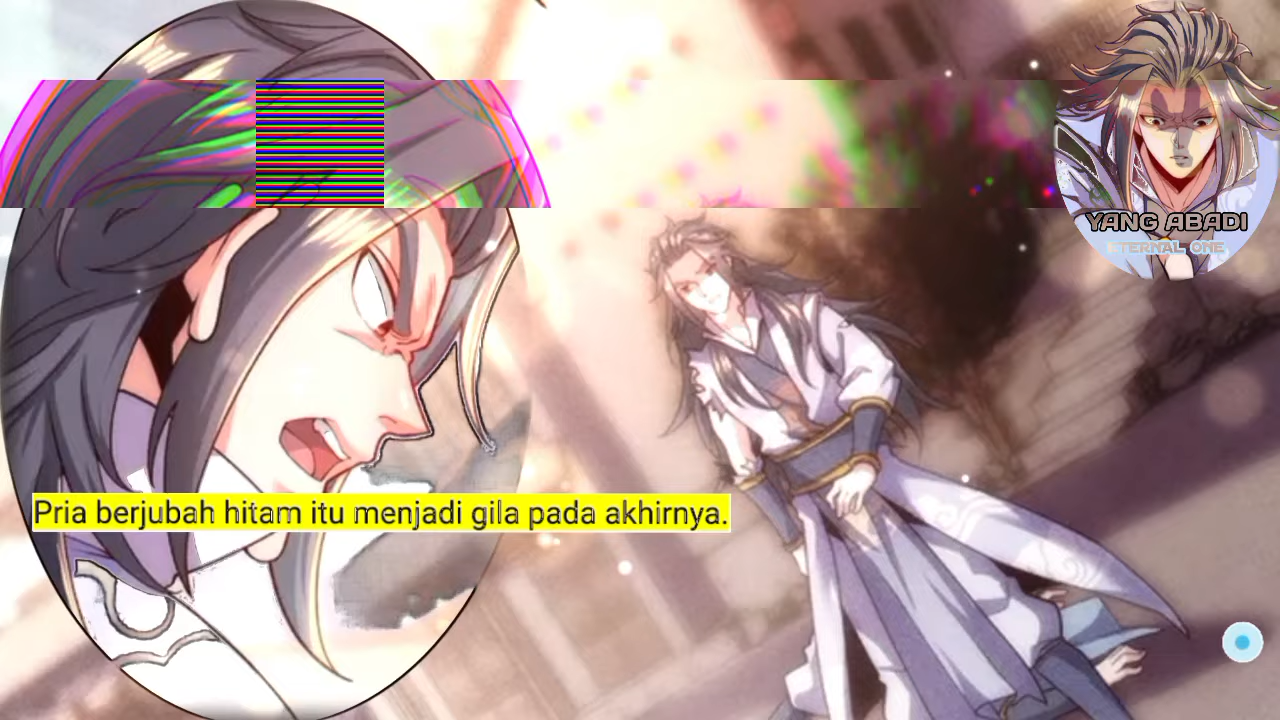 YANG ABADI
ETERNAL ONE
Pria berjubah hitam itu menjadi gila pada akhirnya.